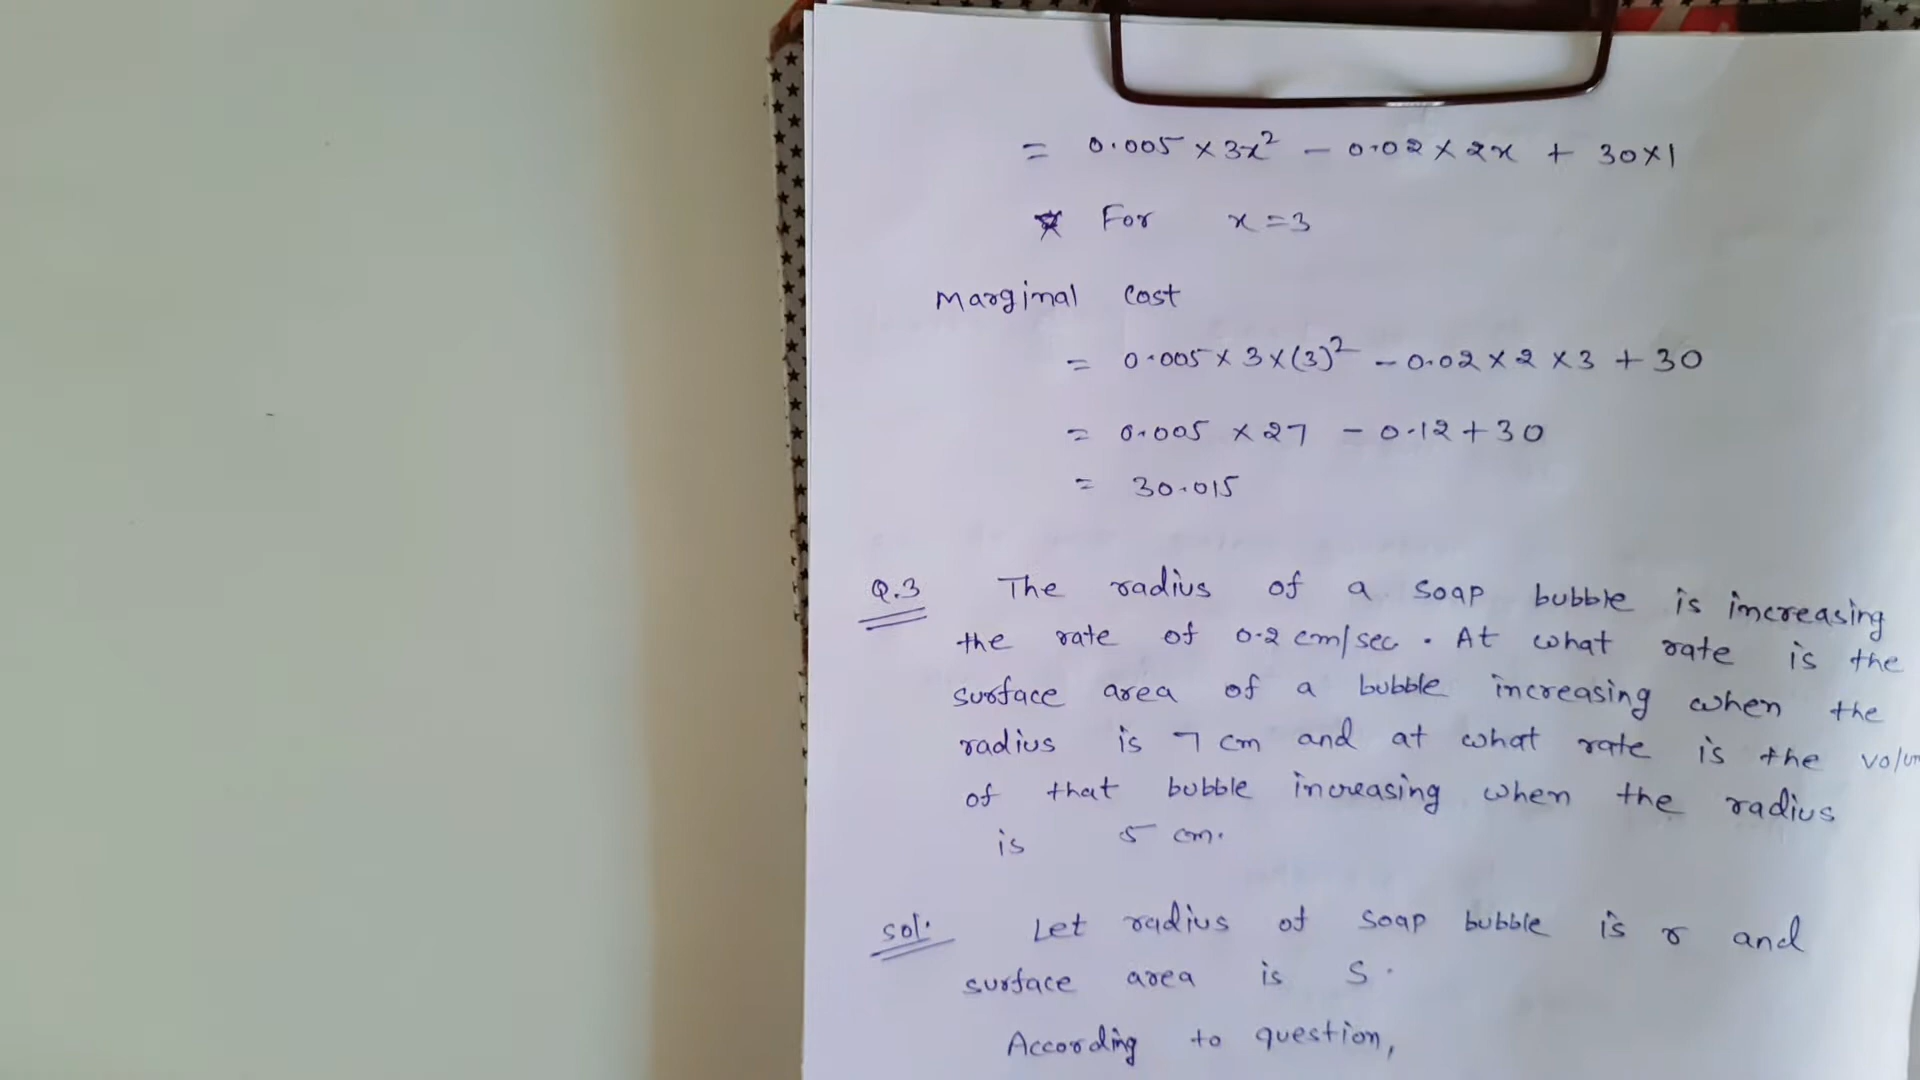 = 0.005 × 3x² - 0.02 × 2x + 30×1
* For x = 3
Marginal cost
= 0.005 × 3 × (3)² - 0.02 × 2 × 3 + 30
= 0.005 × 27 - 0.12 + 30
= 30.015
Q.3 The radius of a soap bubble is increasing
the rate of 0.2 cm/sec. At what rate is the
surface area of a bubble increasing when the
radius is 7 cm and at what rate is the
of that bubble increasing when the radius
is 5 cm.
Sol. Let radius of soap bubble is r and
surface area is S.
According to question,